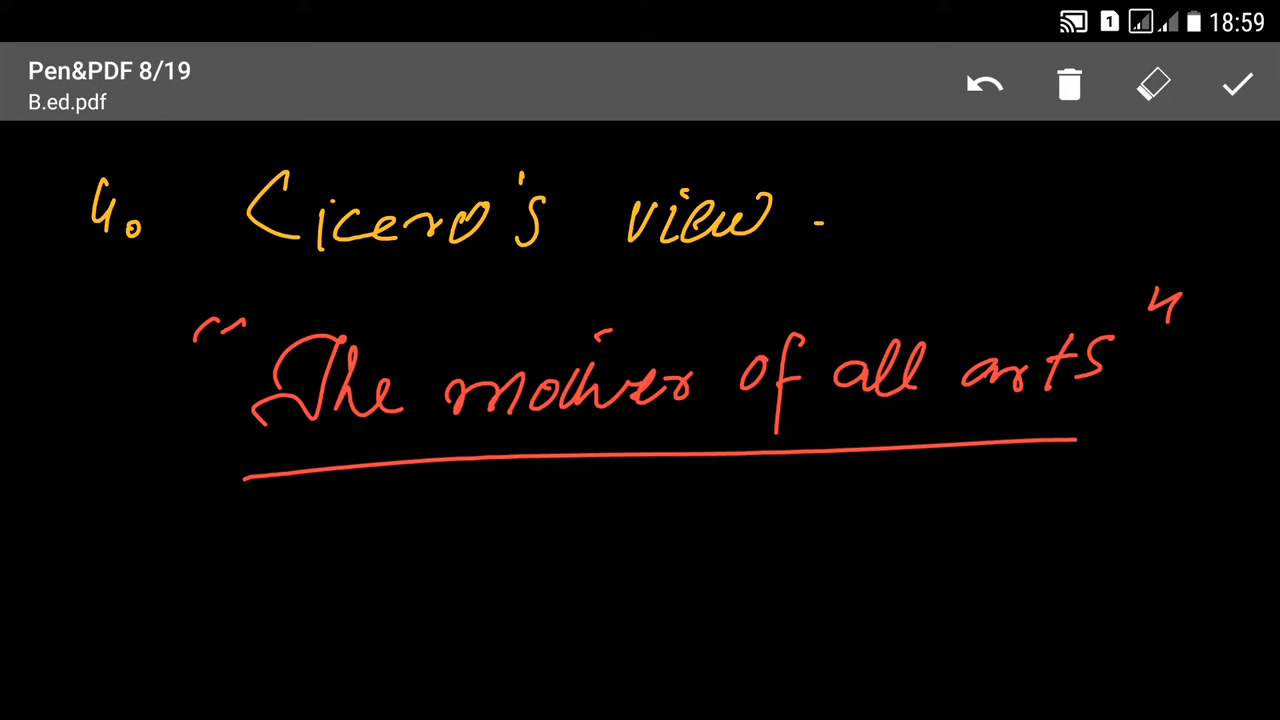 18:59
Pen&PDF 8/19
B.ed.pdf
4. Cicero's view.
"The mother of all arts"